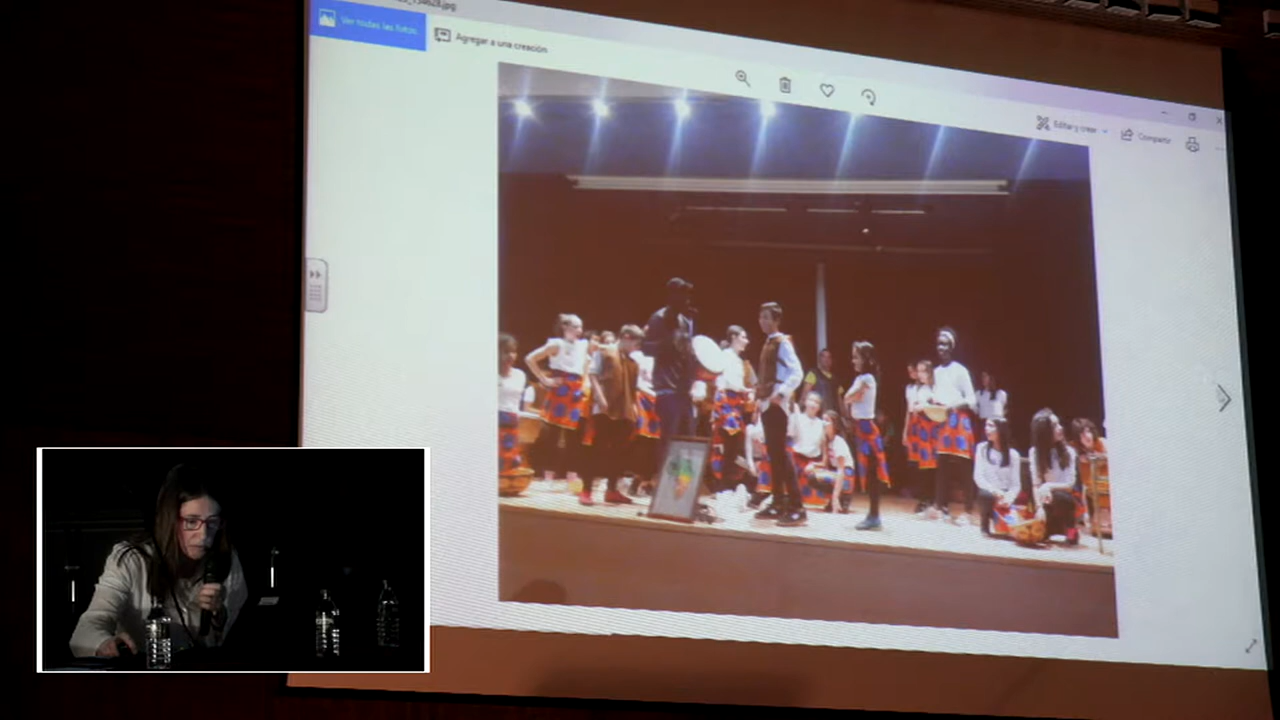 Ver todas las fotos
Agregar a una creación
Editar y crear
Compartir